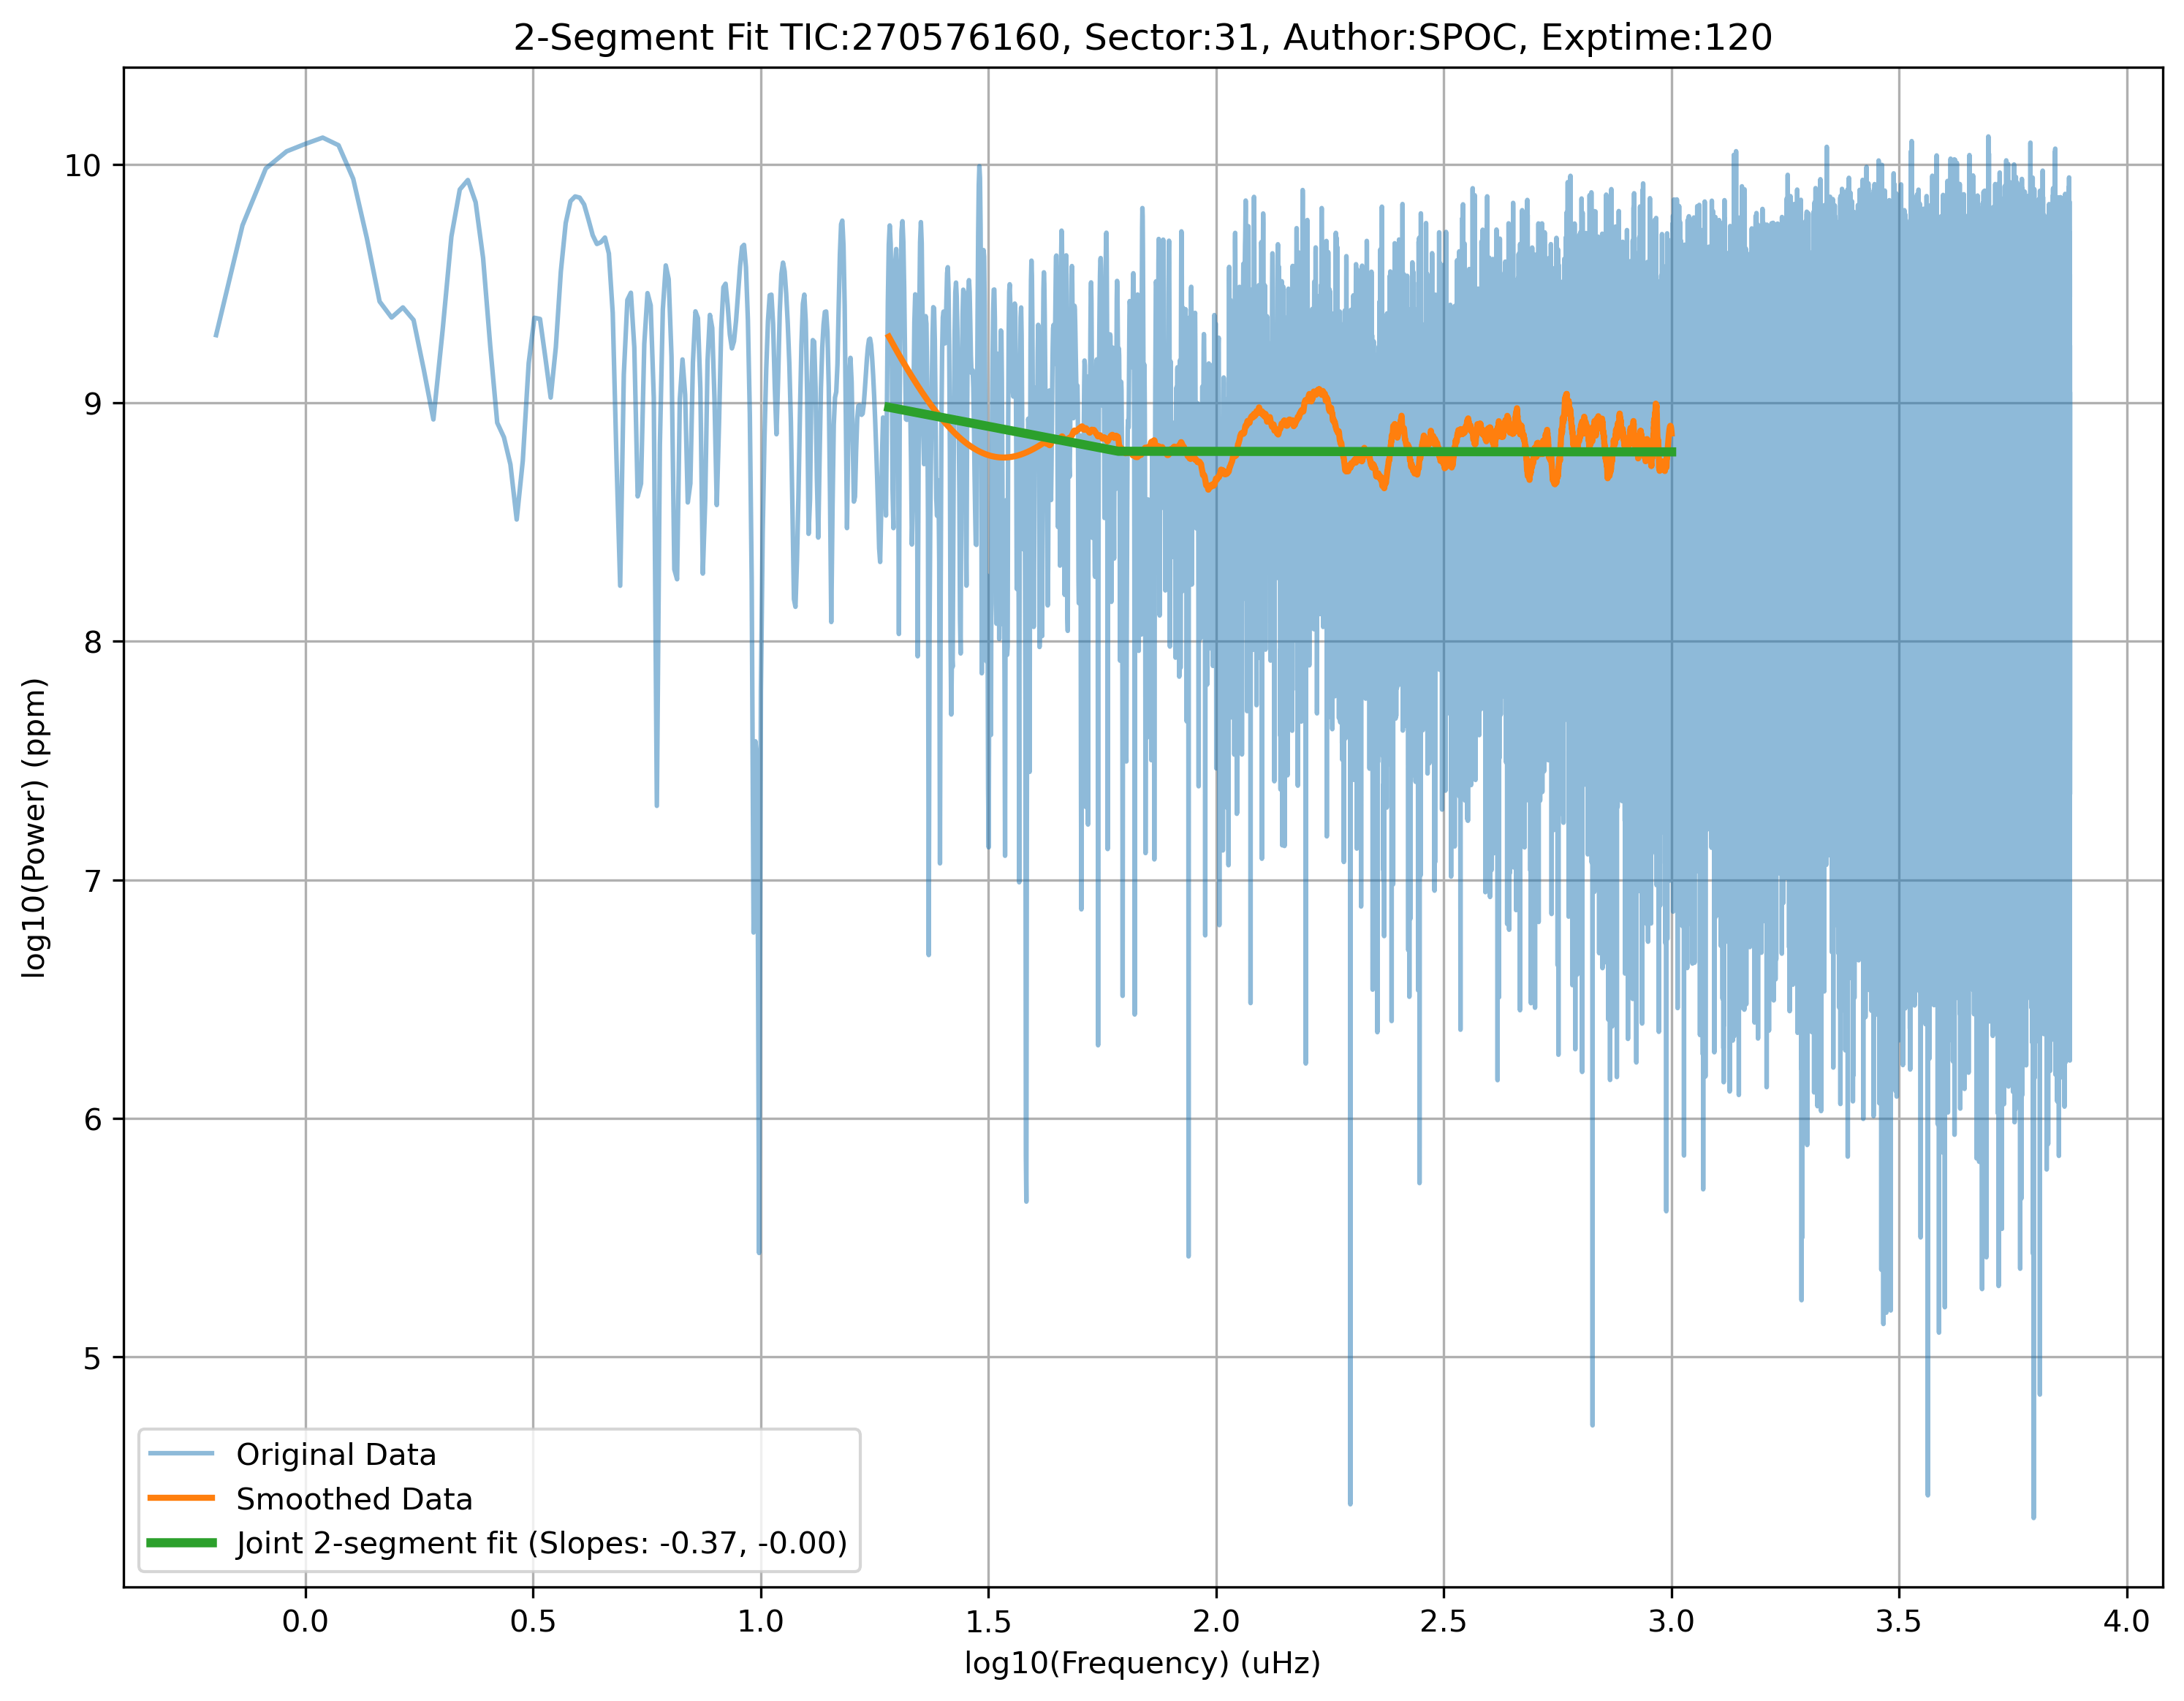 2-Segment Fit TIC:270576160, Sector:31, Author:SPOC, Exptime:120
10
9
8
7
6
5
log10(Power) (ppm)
Original Data
Smoothed Data
Joint 2-segment fit (Slopes: -0.37, -0.00)
0.0 0.5 1.0 1.5 2.0 2.5 3.0 3.5 4.0
log10(Frequency) (uHz)